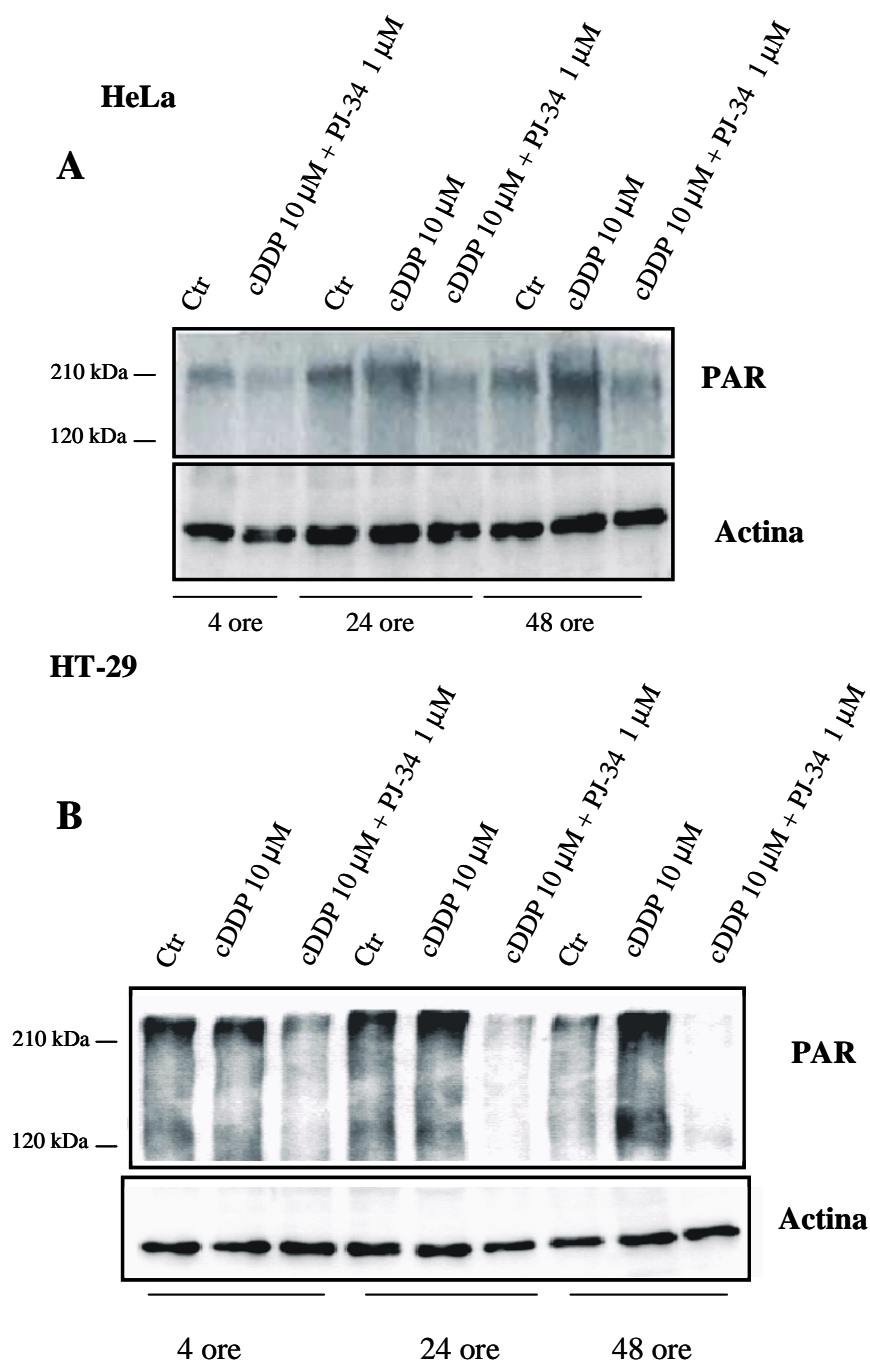 HeLa
A
Ctr
cDDP 10 µM + PJ-34 1 µM
Ctr
cDDP 10 µM
cDDP 10 µM + PJ-34 1 µM
Ctr
cDDP 10 µM
cDDP 10 µM + PJ-34 1 µM
210 kDa
PAR
120 kDa
Actina
4 ore
24 ore
48 ore
HT-29
B
Ctr
cDDP 10 µM
cDDP 10 µM + PJ-34 1 µM
Ctr
cDDP 10 µM
cDDP 10 µM + PJ-34 1 µM
Ctr
cDDP 10 µM
cDDP 10 µM + PJ-34 1 µM
210 kDa
PAR
120 kDa
Actina
4 ore
24 ore
48 ore